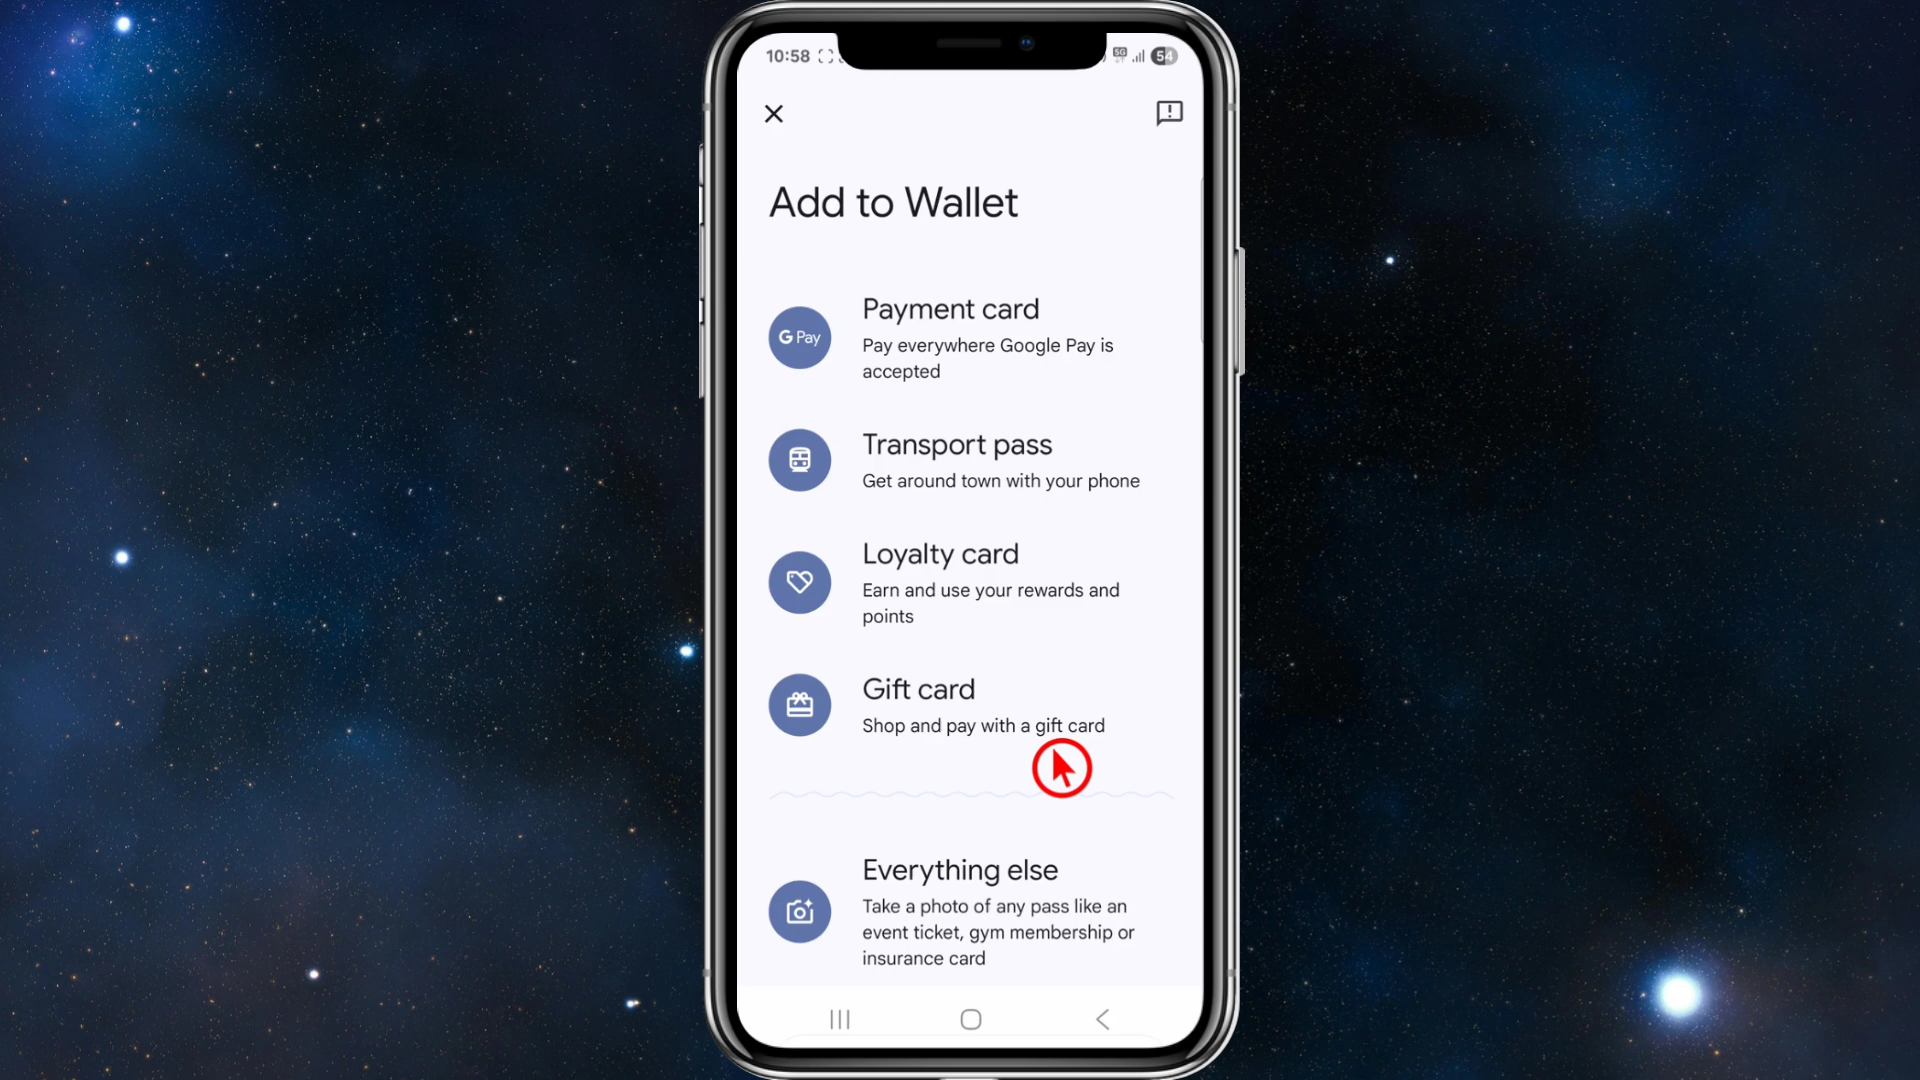 10:58
5G
54
Add to Wallet
Payment card
G Pay
Pay everywhere Google Pay is
accepted
Transport pass
Get around town with your phone
Loyalty card
Earn and use your rewards and
points
Gift card
Shop and pay with a gift card
Everything else
Take a photo of any pass like an
event ticket, gym membership or
insurance card